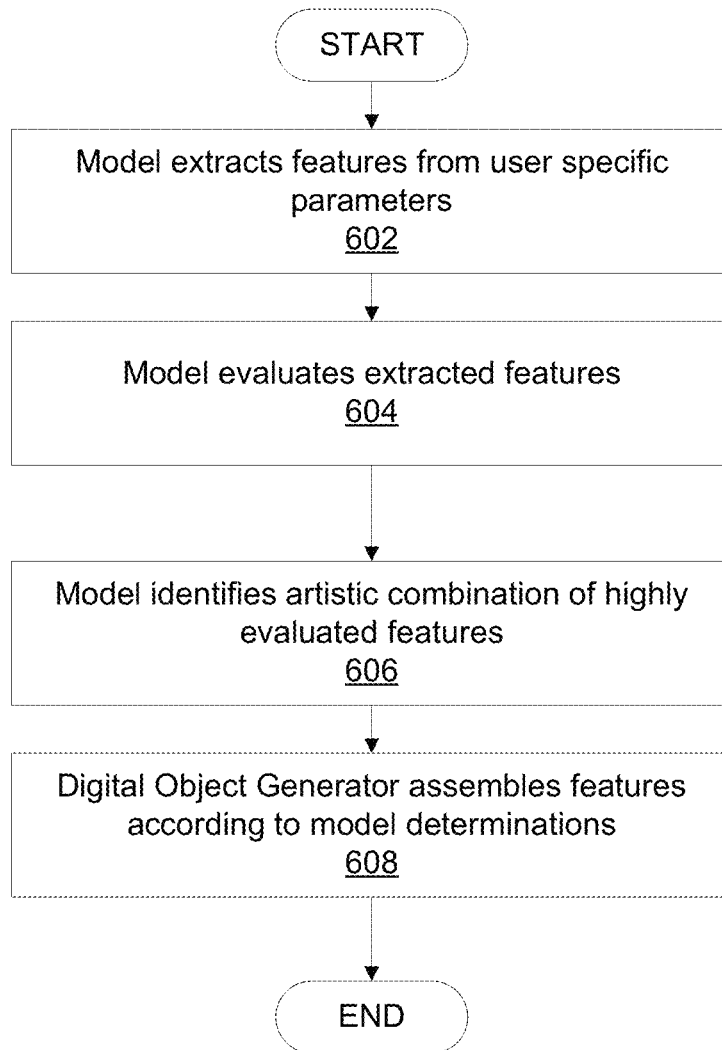 START
Model extracts features from user specific
parameters
602
Model evaluates extracted features
604
Model identifies artistic combination of highly
evaluated features
606
Digital Object Generator assembles features
according to model determinations
608
END